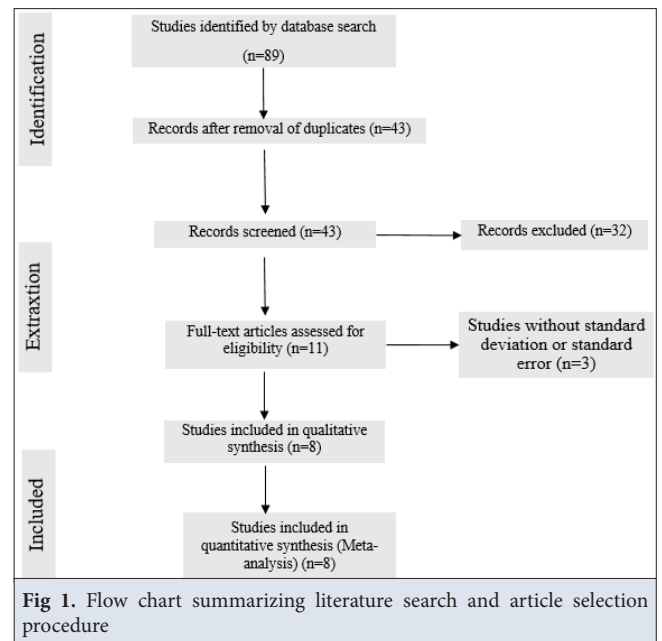 Identification
Studies identified by database search
(n=89)
Records after removal of duplicates (n=43)
Extraxtion
Records screened (n=43)
Records excluded (n=32)
Full-text articles assessed for
eligibility (n=11)
Studies without standard
deviation or standard
error (n=3)
Included
Studies included in qualitative
synthesis (n=8)
Studies included in
quantitative synthesis (Meta-
analysis) (n=8)
Fig 1. Flow chart summarizing literature search and article selection
procedure